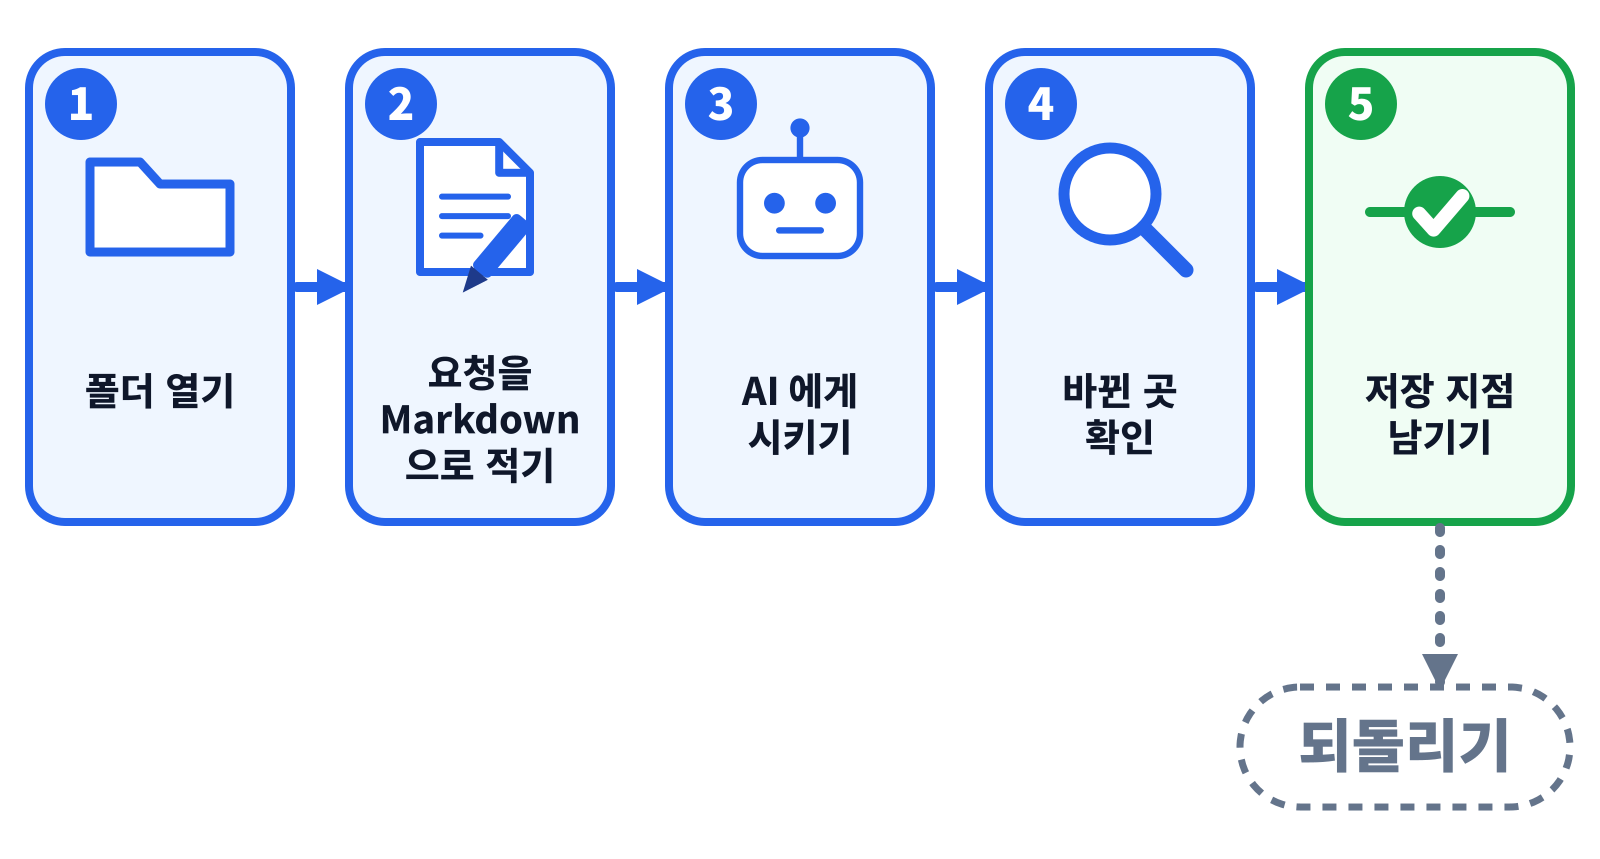 1
폴더 열기
2
요청을
Markdown
으로 적기
3
AI 에게
시키기
4
바뀐 곳
확인
5
저장 지점
남기기
되돌리기